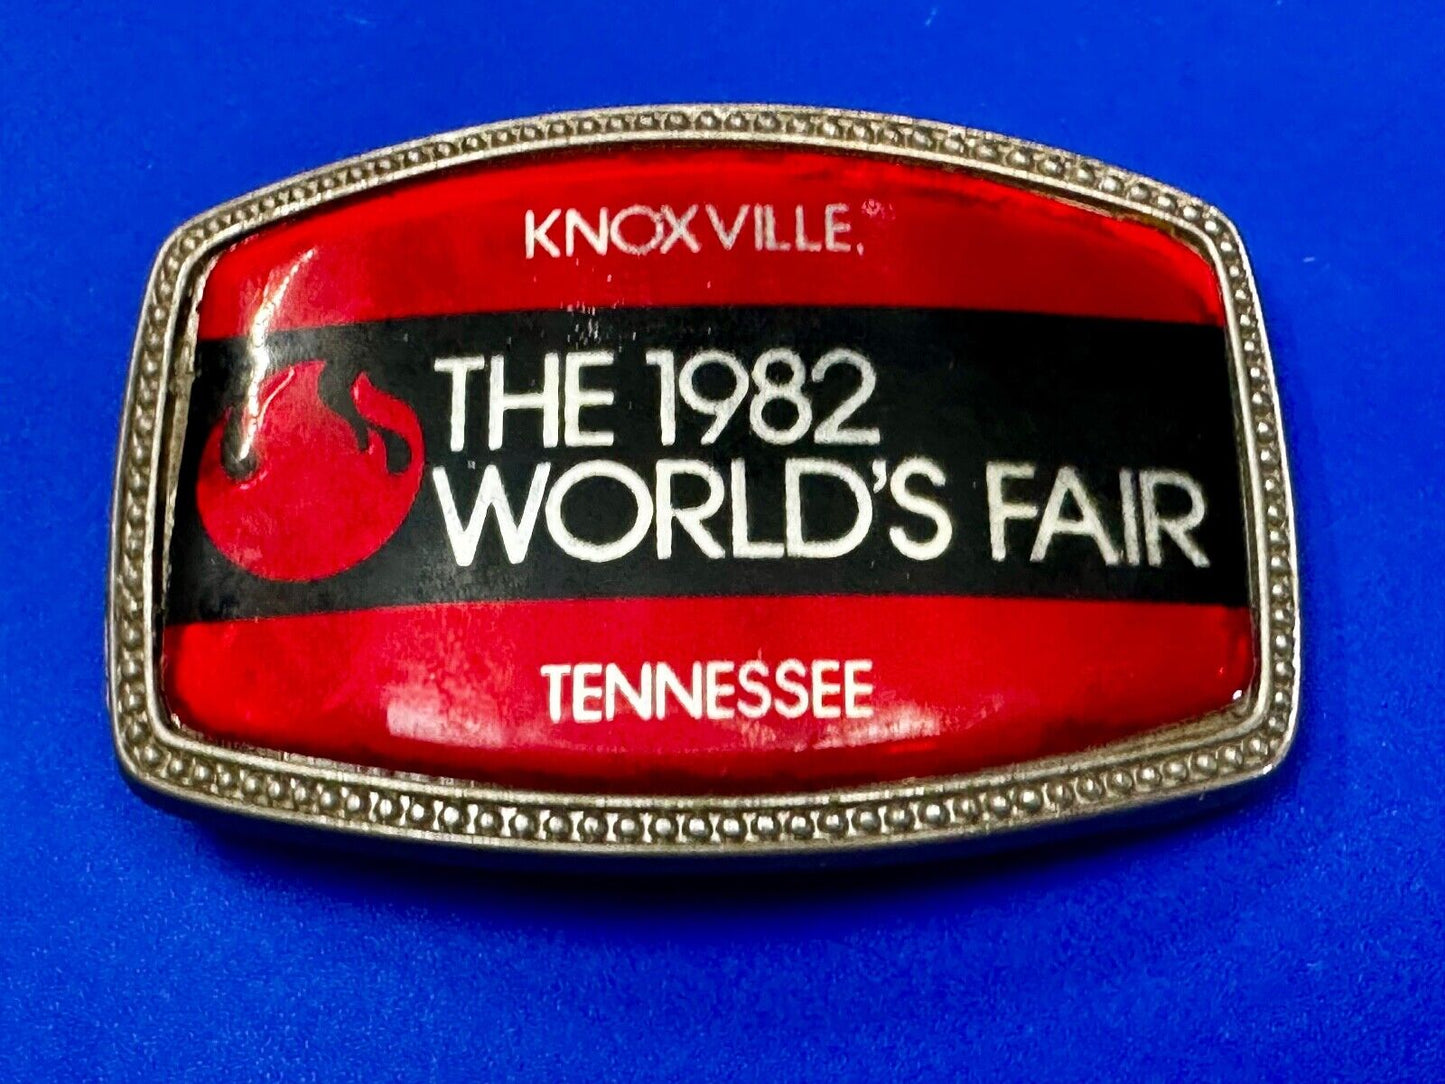 KNOXVILLE,
THE 1982
WORLD'S FAIR
TENNESSEE